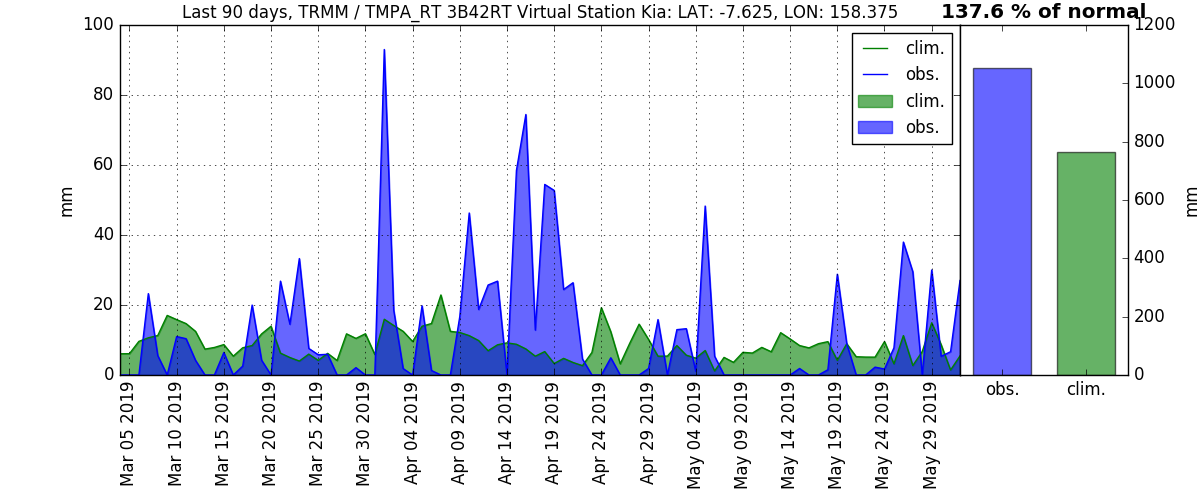 Last 90 days, TRMM / TMPA_RT 3B42RT Virtual Station Kia: LAT: -7.625, LON: 158.375
137.6 % of normal
100
80
60
40
20
0
mm
clim.
obs.
clim.
obs.
1200
1000
800
600
400
200
0
mm
Mar 05 2019
Mar 10 2019
Mar 15 2019
Mar 20 2019
Mar 25 2019
Mar 30 2019
Apr 04 2019
Apr 09 2019
Apr 14 2019
Apr 19 2019
Apr 24 2019
Apr 29 2019
May 04 2019
May 09 2019
May 14 2019
May 19 2019
May 24 2019
May 29 2019
obs.
clim.